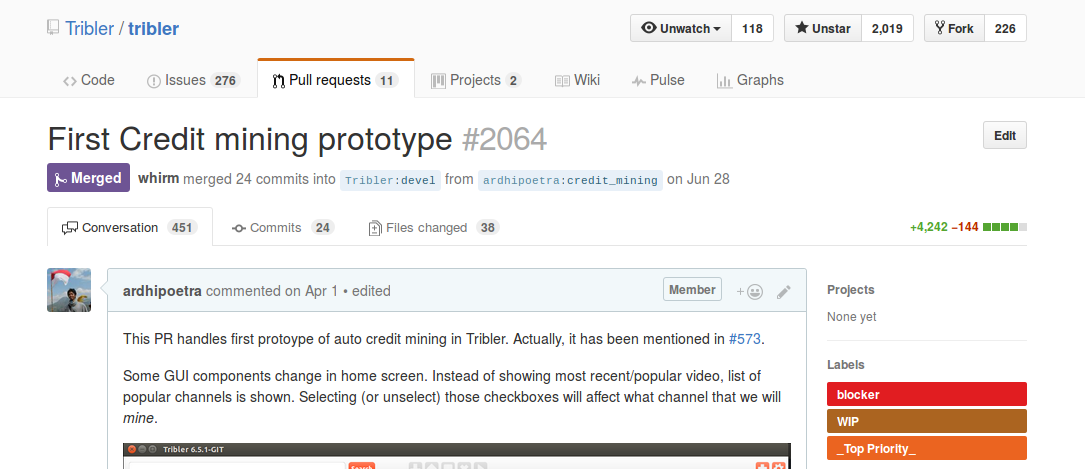 Tribler / tribler
Unwatch 118 Unstar 2,019 Fork 226
Code Issues 276 Pull requests 11 Projects 2 Wiki Pulse Graphs
First Credit mining prototype #2064
Edit
Merged whirm merged 24 commits into Tribler:devel from ardhipoetra:credit_mining on Jun 28
Conversation 451 Commits 24 Files changed 38 +4,242 −144
ardhipoetra commented on Apr 1 • edited Member
Projects
None yet
This PR handles first protoype of auto credit mining in Tribler. Actually, it has been mentioned in #573.
Some GUI components change in home screen. Instead of showing most recent/popular video, list of
popular channels is shown. Selecting (or unselect) those checkboxes will affect what channel that we will
mine.
Labels
blocker
WIP
_Top Priority_
Tribler 6.5.1-GIT